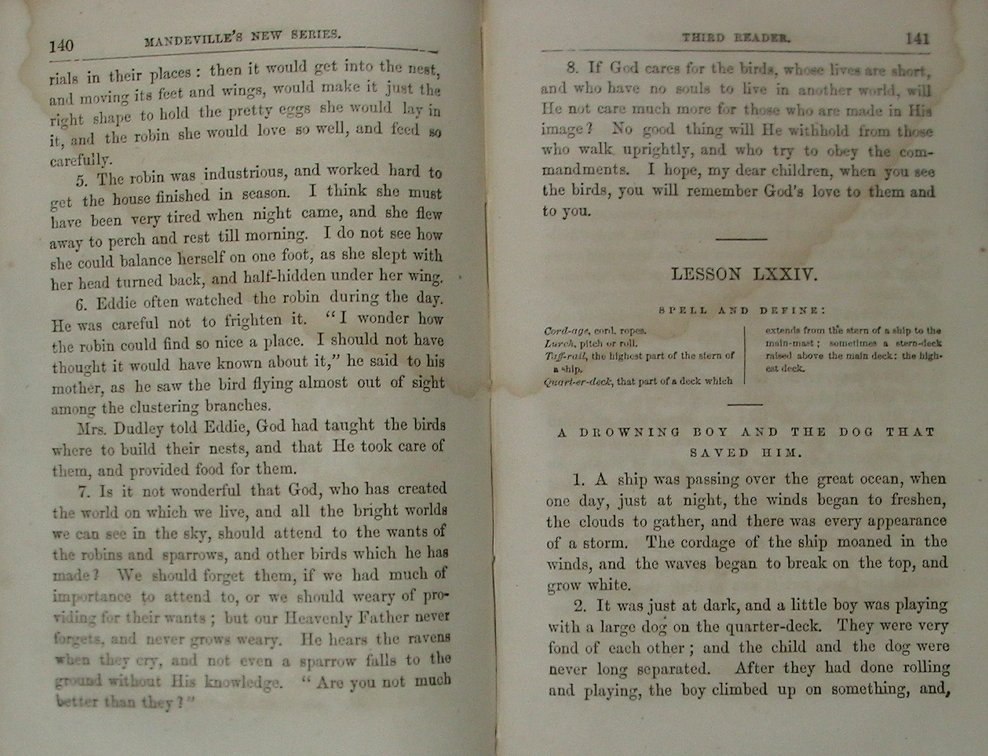 140 MANDEVILLE'S NEW SERIES.
rials in their places: then it would get into the nest,
and moving its feet and wings, would make it just the
right shape to hold the pretty eggs she would lay in
it, and the robin she would love so well, and feed so
carefully.
5. The robin was industrious, and worked hard to
get the house finished in season. I think she must
have been very tired when night came, and she flew
away to perch and rest till morning. I do not see how
she could balance herself on one foot, as she slept with
her head turned back, and half-hidden under her wing.
6. Eddie often watched the robin during the day.
He was careful not to frighten it. "I wonder how
the robin could find so nice a place. I should not have
thought it would have known about it," he said to his
mother, as he saw the bird flying almost out of sight
among the clustering branches.
Mrs. Dudley told Eddie, God had taught the birds
where to build their nests, and that He took care of
them, and provided food for them.
7. Is it not wonderful that God, who has created
the world on which we live, and all the bright worlds
we can see in the sky, should attend to the wants of
the robins and sparrows, and other birds which he has
made? We should forget them, if we had much of
importance to attend to, or we should weary of pro-
viding for their wants; but our Heavenly Father never
forgets, and never grows weary. He hears the ravens
when they cry, and not even a sparrow falls to the
ground without His knowledge. "Are you not much
better than they?"
THIRD READER. 141
8. If God cares for the birds, whose lives are short,
and who have no souls to live in another world, will
He not care much more for those who are made in His
image? No good thing will He withhold from those
who walk uprightly, and who try to obey the com-
mandments. I hope, my dear children, when you see
the birds, you will remember God's love to them and
to you.
LESSON LXXIV.
SPELL AND DEFINE:
Cord-age, cord, ropes.
Lurch, pitch or roll.
Taff-rail, the highest part of the stern of
a ship.
Quart-er-deck, that part of a deck which
extends from the stern of a ship to the
main-mast; sometimes a stern-deck
raised above the main deck: the high-
est deck.
A DROWNING BOY AND THE DOG THAT
SAVED HIM.
1. A ship was passing over the great ocean, when
one day, just at night, the winds began to freshen,
the clouds to gather, and there was every appearance
of a storm. The cordage of the ship moaned in the
winds, and the waves began to break on the top, and
grow white.
2. It was just at dark, and a little boy was playing
with a large dog on the quarter-deck. They were very
fond of each other; and the child and the dog were
never long separated. After they had done rolling
and playing, the boy climbed up on something, and,